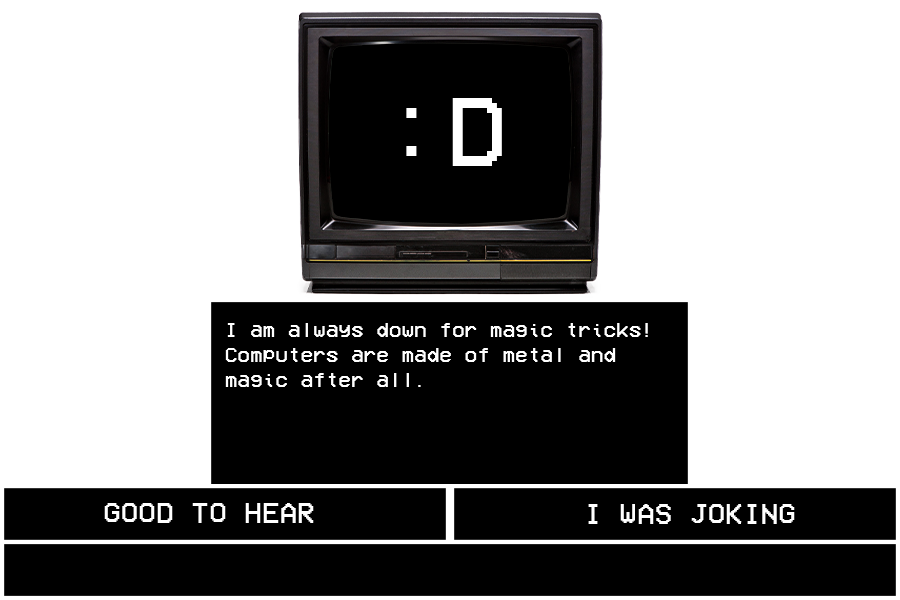 :D
I am always down for magic tricks!
Computers are made of metal and
magic after all.
GOOD TO HEAR
I WAS JOKING